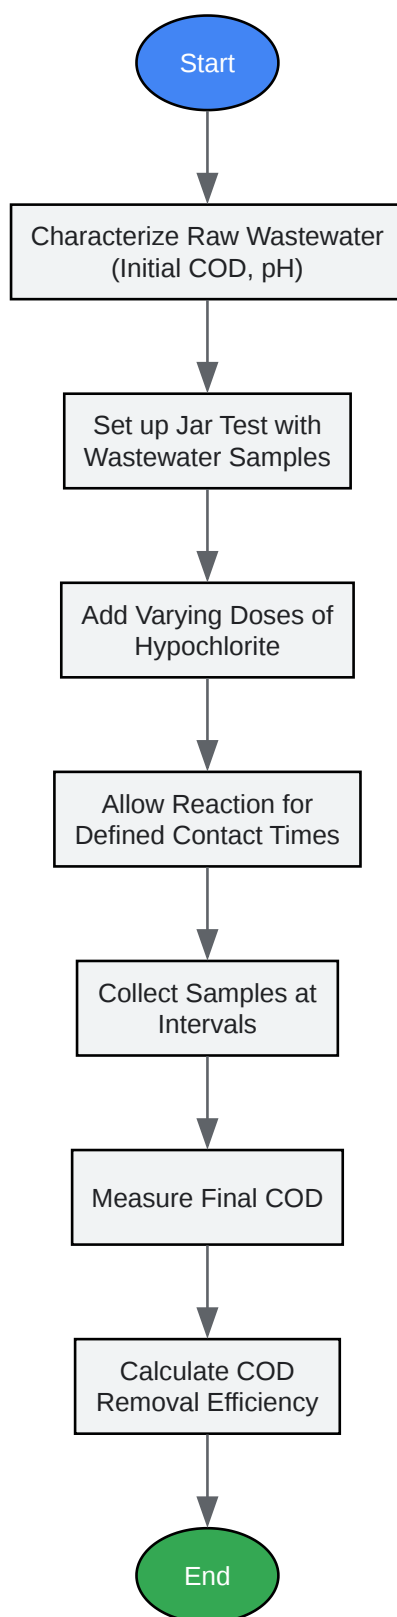 Start
Characterize Raw Wastewater
(Initial COD, pH)
Set up Jar Test with
Wastewater Samples
Add Varying Doses of
Hypochlorite
Allow Reaction for
Defined Contact Times
Collect Samples at
Intervals
Measure Final COD
Calculate COD
Removal Efficiency
End